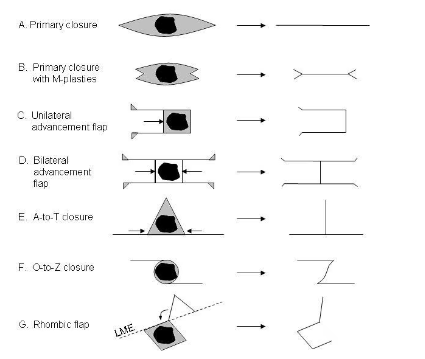 A. Primary closure
B. Primary closure
with M-plasties
C. Unilateral
advancement flap
D. Bilateral
advancement
flap
E. A-to-T closure
F. O-to-Z closure
G. Rhombic flap
LME